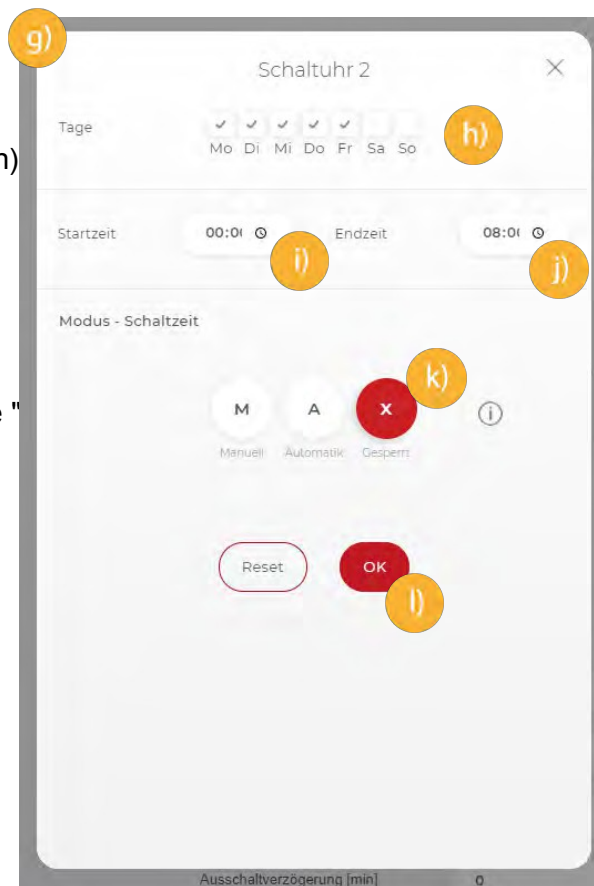 g)
Schaltuhr 2
Tage
Mo Di Mi Do Fr Sa So
h)
n)
Startzeit 00:0 Endzeit 08:0
i)
j)
Modus - Schaltzeit
k)
e "
M A X
Manuell Automatik Gesperrt
Reset OK
l)
Ausschaltverzögerung [min] 0